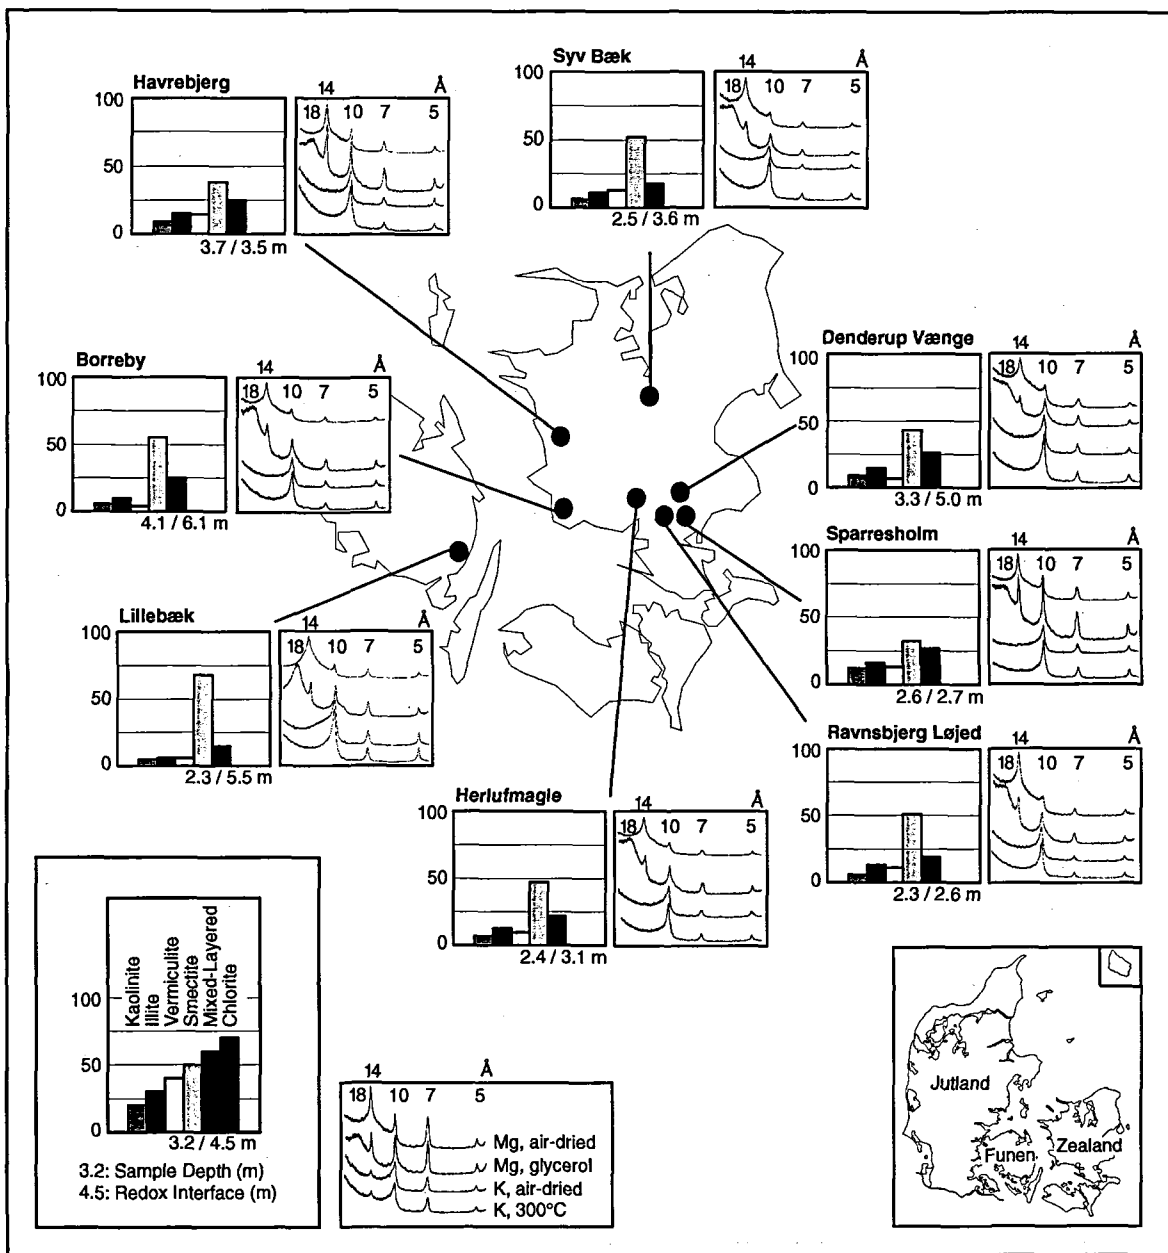 Havrebjerg
100
50
0
3.7 / 3.5 m
14
Å
18 10 7 5
Syv Bæk
100
50
0
2.5 / 3.6 m
14
Å
18 10 7 5
Borreby
100
50
0
4.1 / 6.1 m
14
Å
18 10 7 5
Denderup Vænge
100
50
0
3.3 / 5.0 m
14
Å
18 10 7 5
Sparresholm
100
50
0
2.6 / 2.7 m
14
Å
18 10 7 5
Lillebæk
100
50
0
2.3 / 5.5 m
14
Å
18 10 7 5
Ravnsbjerg Løjed
100
50
0
2.3 / 2.6 m
14
Å
18 10 7 5
Herlufmagle
100
50
0
2.4 / 3.1 m
14
Å
18 10 7 5
Kaolinite
Illite
Vermiculite
Smectite
Mixed-Layered
Chlorite
100
50
0
3.2 / 4.5 m
3.2: Sample Depth (m)
4.5: Redox Interface (m)
14
Å
18 10 7 5
Mg, air-dried
Mg, glycerol
K, air-dried
K, 300°C
Jutland
Funen
Zealand